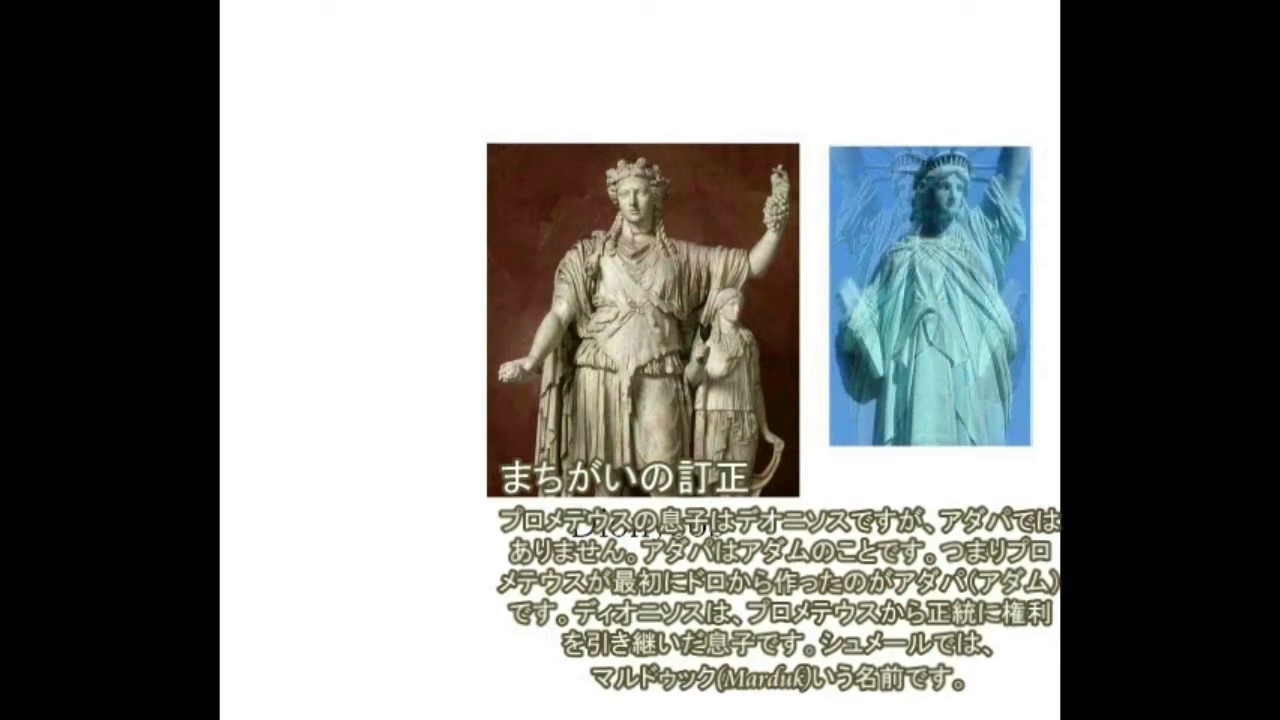 まちがいの訂正
プロメテウスの息子はデオニソスですが、アダパでは
ありません。アダパはアダムのことです。つまりプロ
メテウスが最初にドロから作ったのがアダパ（アダム）
です。ディオニソスは、プロメテウスから正統に権利
を引き継いだ息子です。シュメールでは、
マルドゥック(Marduk)いう名前です。